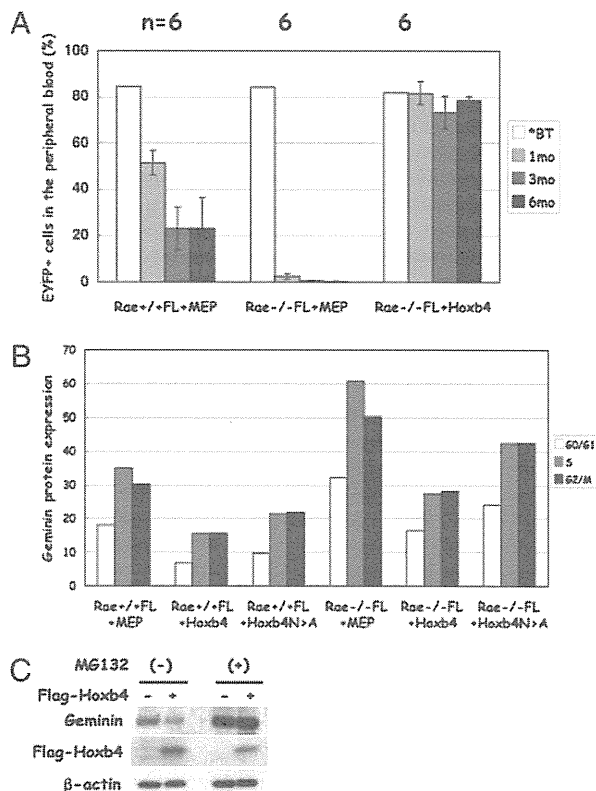 A
n=6 6 6
EYFP+ cells in the peripheral blood (%)
100
80
60
40
20
0
*BT
1mo
3mo
6mo
Rae+/+FL+MEP Rae-/-FL+MEP Rae-/-FL+Hoxb4
B
Geminin protein expression
70
60
50
40
30
20
10
0
G0/G1
S
G2/M
Rae+/+FL +MEP
Rae+/+FL +Hoxb4
Rae+/+FL +Hoxb4N>A
Rae-/-FL +MEP
Rae-/-FL +Hoxb4
Rae-/-FL +Hoxb4N>A
C
MG132 (-) (+)
Flag-Hoxb4 - + - +
Geminin
Flag-Hoxb4
β-actin